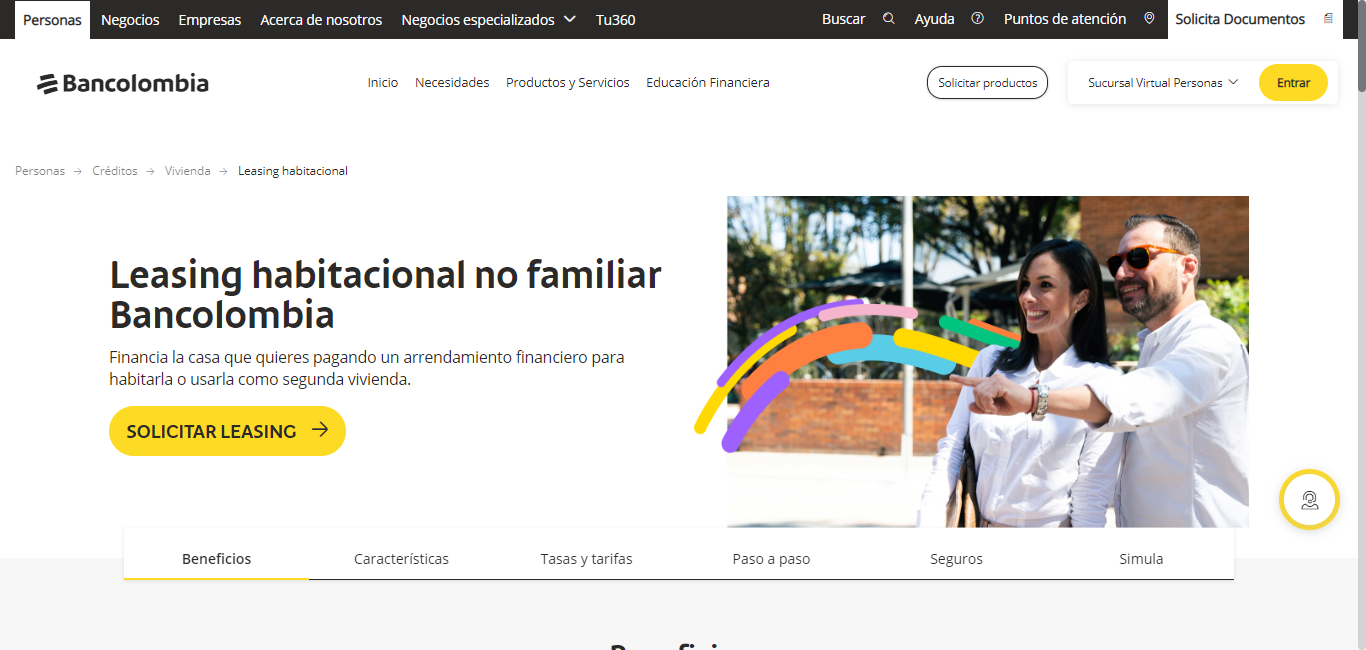 Personas Negocios Empresas Acerca de nosotros Negocios especializados Tu360 Buscar Ayuda Puntos de atención Solicita Documentos
Bancolombia Inicio Necesidades Productos y Servicios Educación Financiera Solicitar productos Sucursal Virtual Personas Entrar
Personas Créditos Vivienda Leasing habitacional
Leasing habitacional no familiar
Bancolombia
Financia la casa que quieres pagando un arrendamiento financiero para
habitarla o usarla como segunda vivienda.
SOLICITAR LEASING
Beneficios Características Tasas y tarifas Paso a paso Seguros Simula